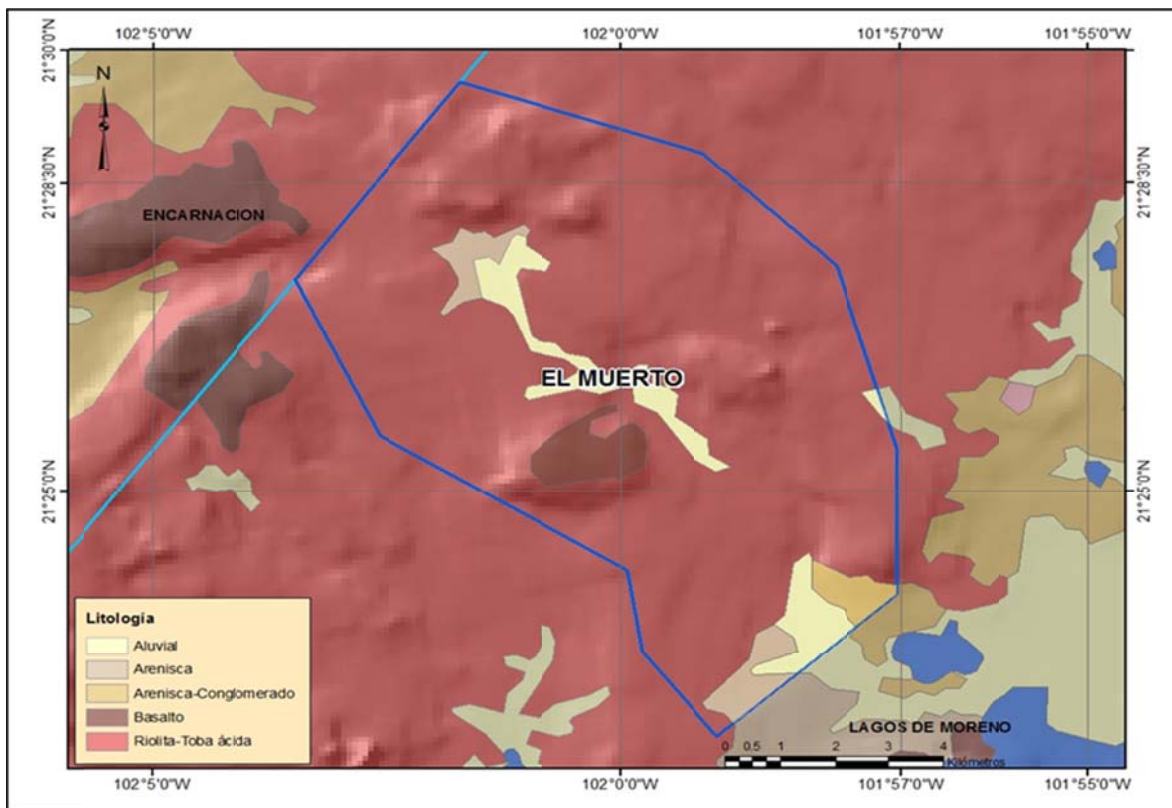 102°5'0"W 102°0'0"W 101°57'0"W 101°55'0"W
21°30'0"N 21°30'0"N
N
21°28'30"N 21°28'30"N
ENCARNACION
EL MUERTO
21°25'0"N 21°25'0"N
Litología
Aluvial
Arenisca
Arenisca-Conglomerado
Basalto
Riolita-Toba ácida
LAGOS DE MORENO
0 0.5 1 2 3 4
Kilómetros
102°5'0"W 102°0'0"W 101°57'0"W 101°55'0"W